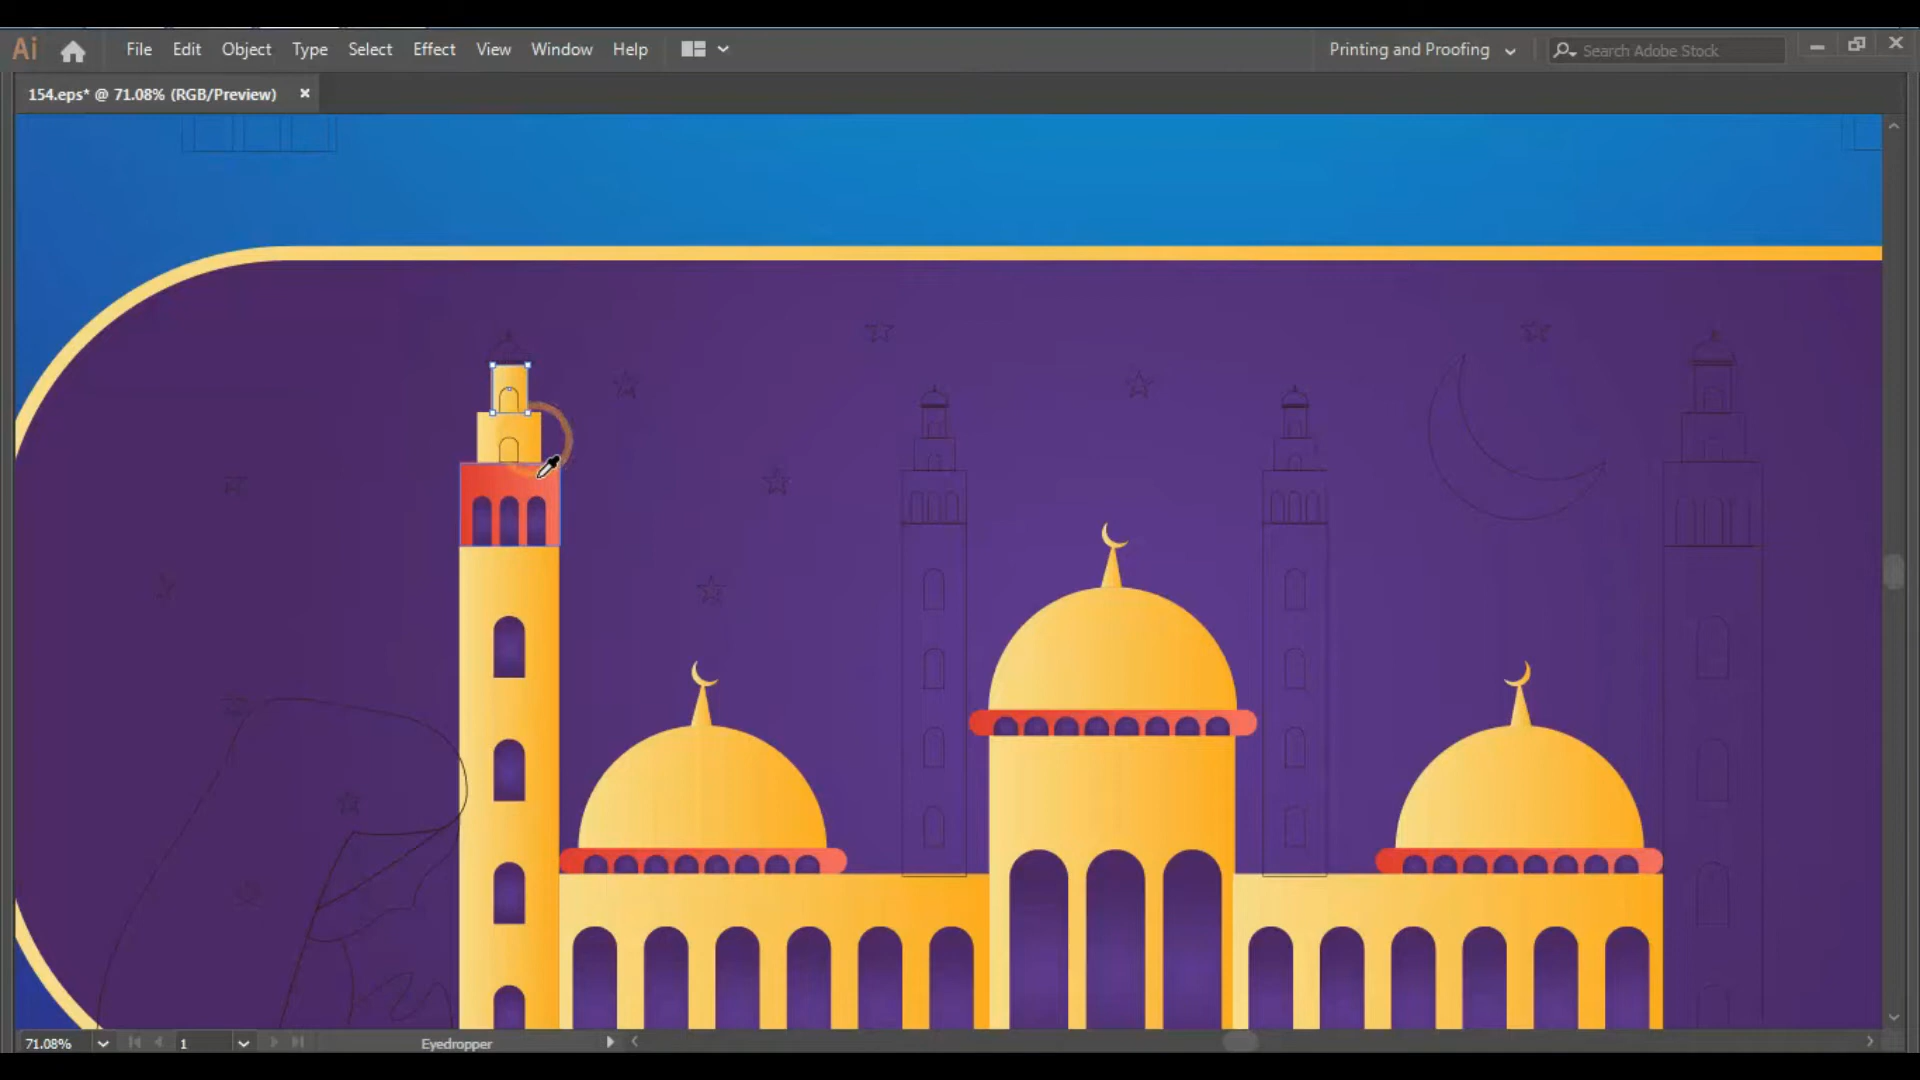 Ai File Edit Object Type Select Effect View Window Help Printing and Proofing Search Adobe Stock
154.eps* @ 71.08% (RGB/Preview) ×
71.08% 1 Eyedropper